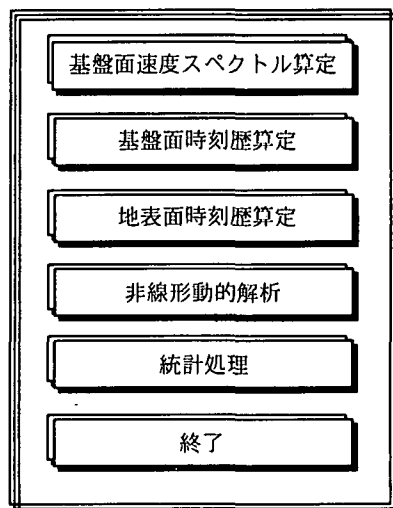 基盤面速度スペクトル算定
基盤面時刻歴算定
地表面時刻歴算定
非線形動的解析
統計処理
終了